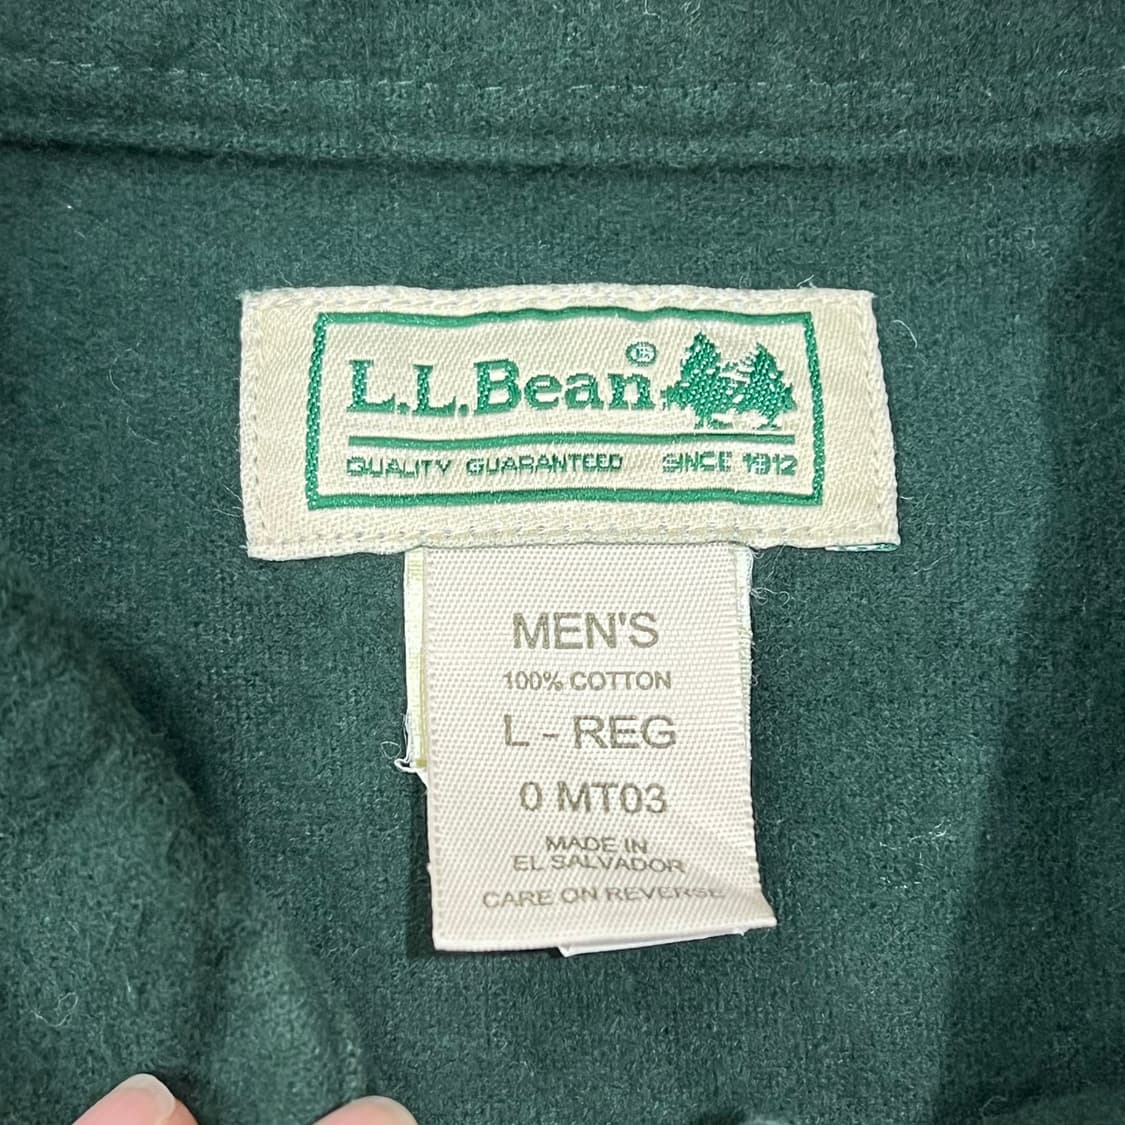 L.L.Bean®
QUALITY GUARANTEED SINCE 1912
MEN'S
100% COTTON
L - REG
0 MT03
MADE IN
EL SALVADOR
CARE ON REVERSE